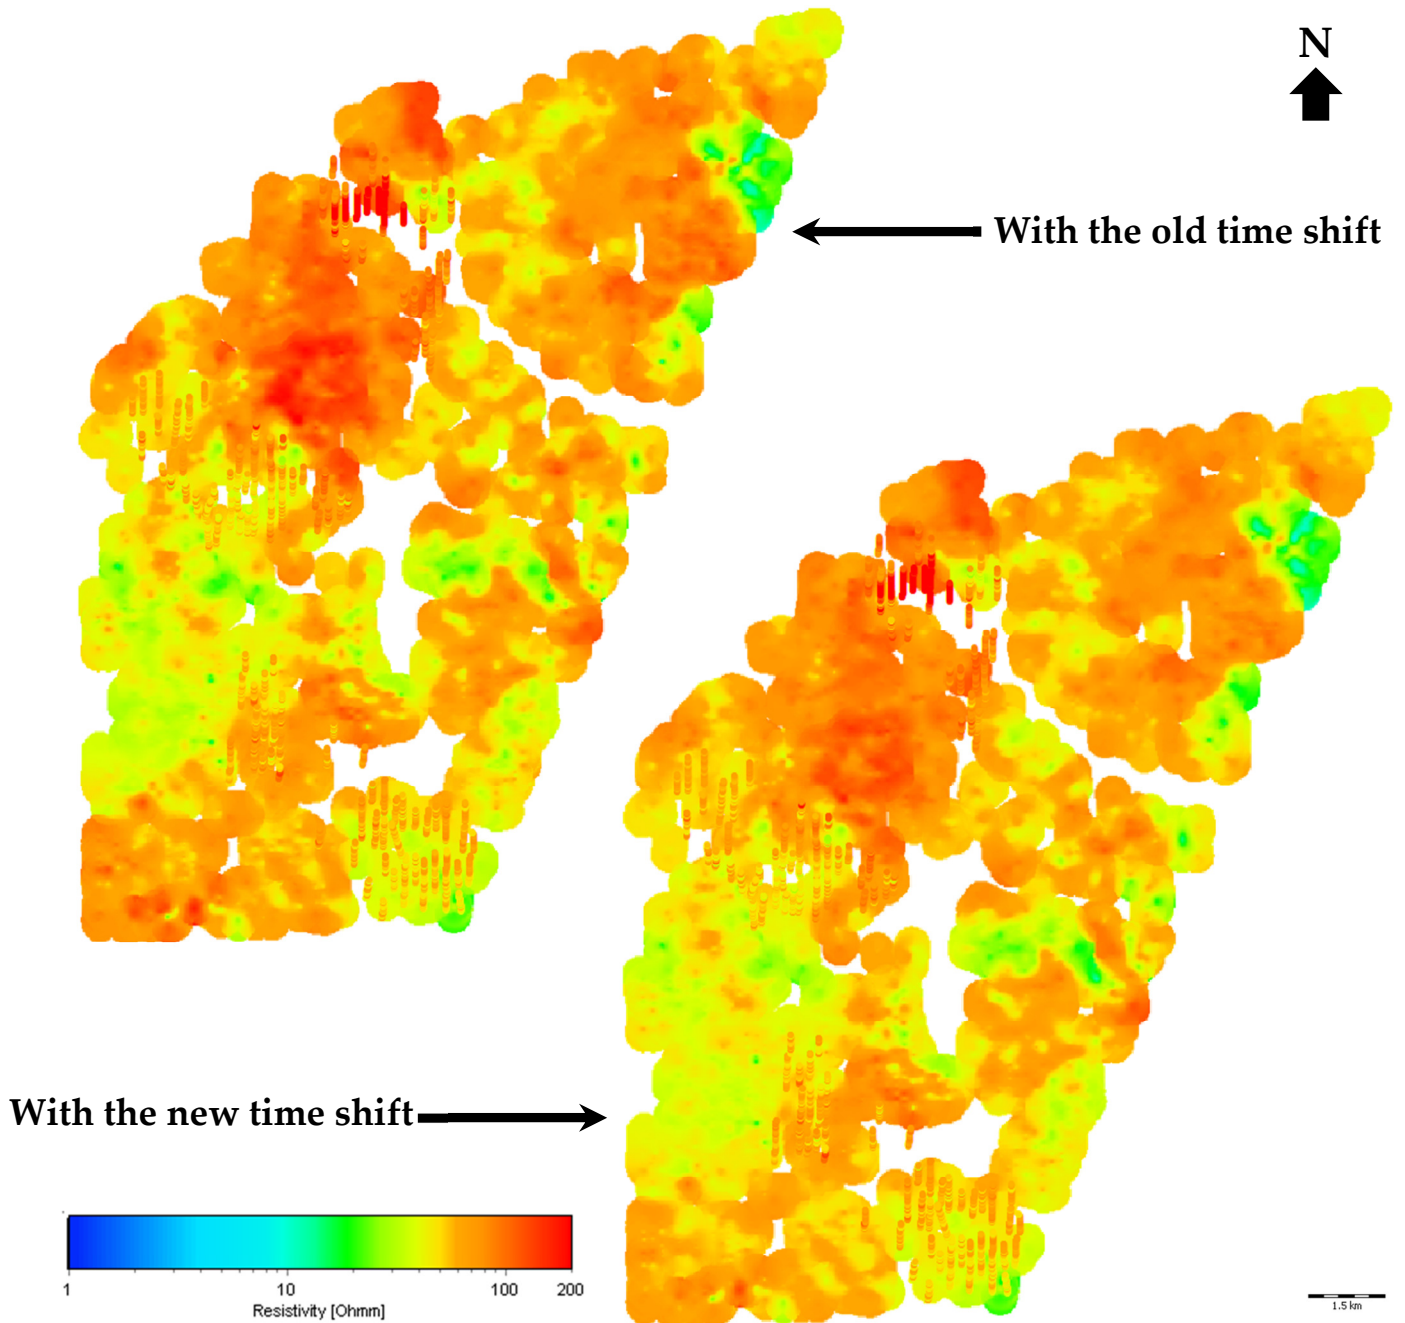 N
With the old time shift
With the new time shift
1 10 100 200
Resistivity [Ohmm]
1.5 km